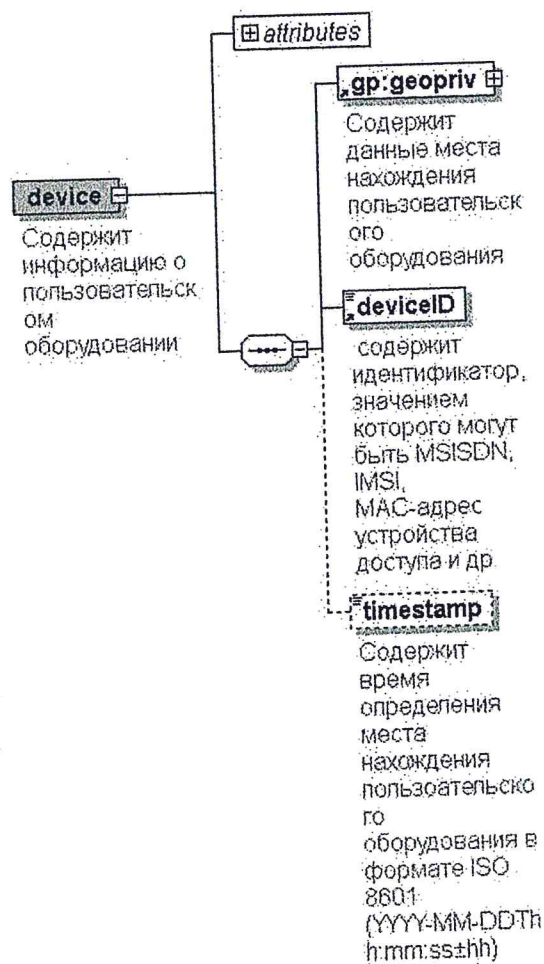 attributes
gp:geopriv
Содержит
данные места
нахождения
пользовательск
ого
оборудования
device
Содержит
информацию о
пользовательск
ом
оборудовании
deviceID
содержит
идентификатор,
значением
которого могут
быть MSISDN,
IMSI,
MAC-адрес
устройства
доступа и др
timestamp
Содержит
время
определения
места
нахождения
пользоательско
го
оборудования в
формате ISO
8601
(YYYY-MM-DDTh
h:mm:ss±hh)